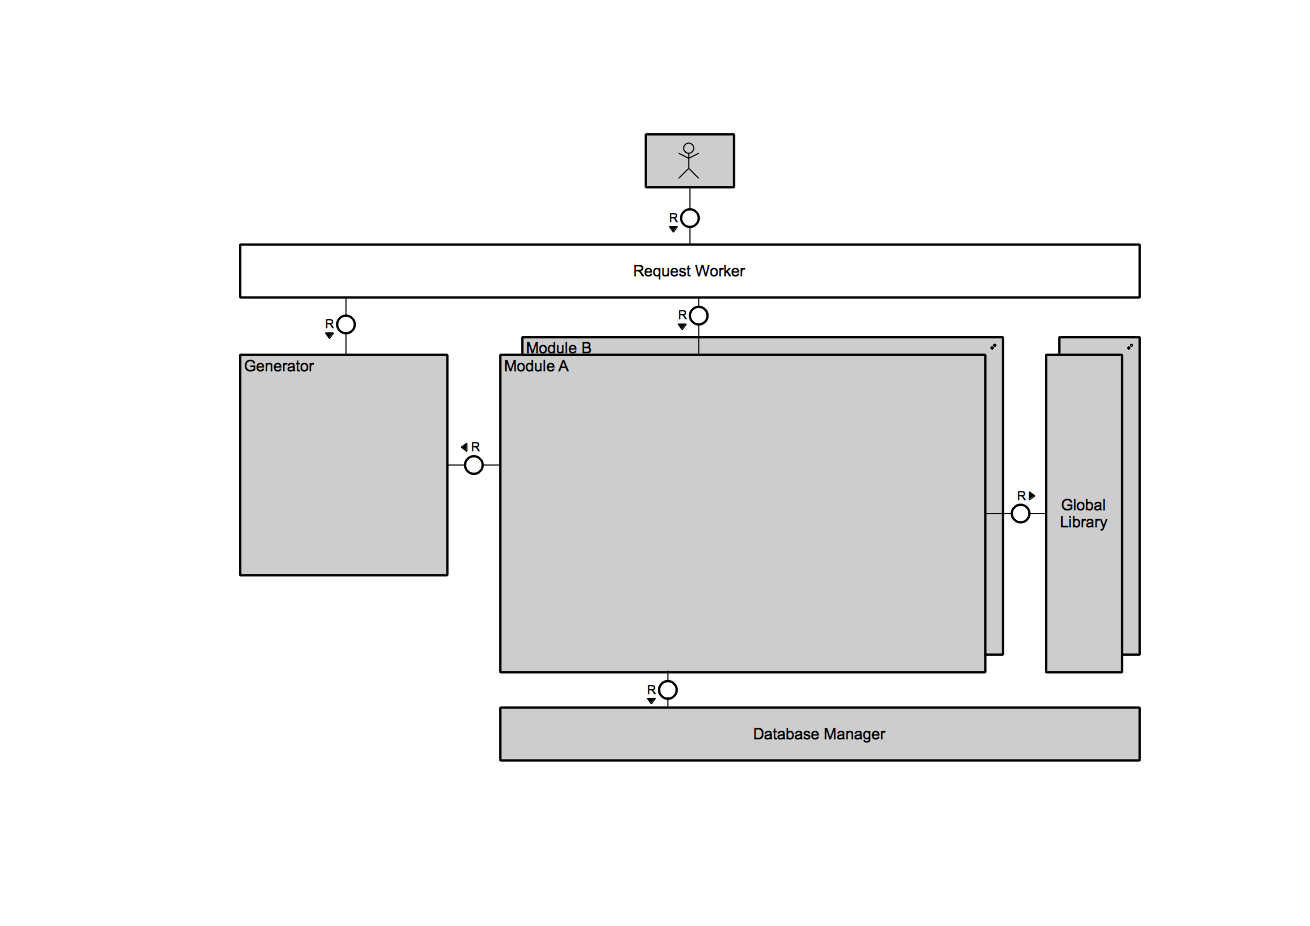 R
Request Worker
R
R
Module B
Generator
Module A
R
R
Global
Library
R
Database Manager